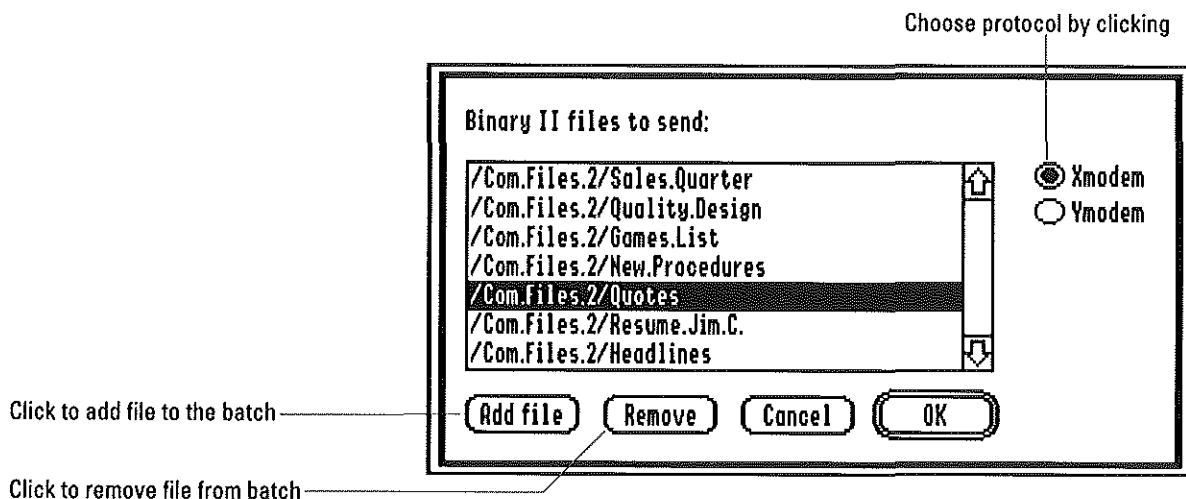 Choose protocol by clicking
Binary II files to send:
/Com.Files.2/Sales.Quarter
/Com.Files.2/Quality.Design
/Com.Files.2/Games.List
/Com.Files.2/New.Procedures
/Com.Files.2/Quotes
/Com.Files.2/Resume.Jim.C.
/Com.Files.2/Headlines
Xmodem
Ymodem
Click to add file to the batch
Add file
Remove
Cancel
OK
Click to remove file from batch